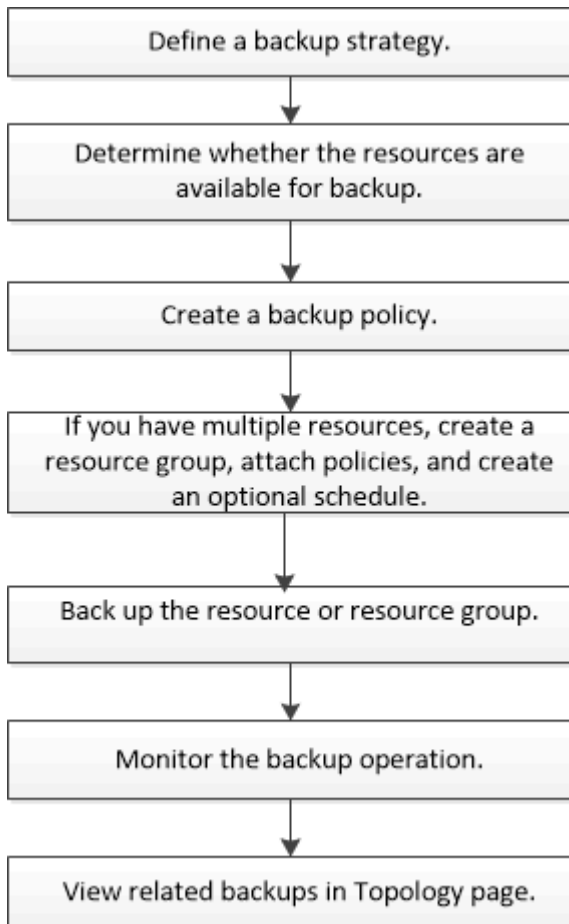 Define a backup strategy.
Determine whether the resources are
available for backup.
Create a backup policy.
If you have multiple resources, create a
resource group, attach policies, and create
an optional schedule.
Back up the resource or resource group.
Monitor the backup operation.
View related backups in Topology page.